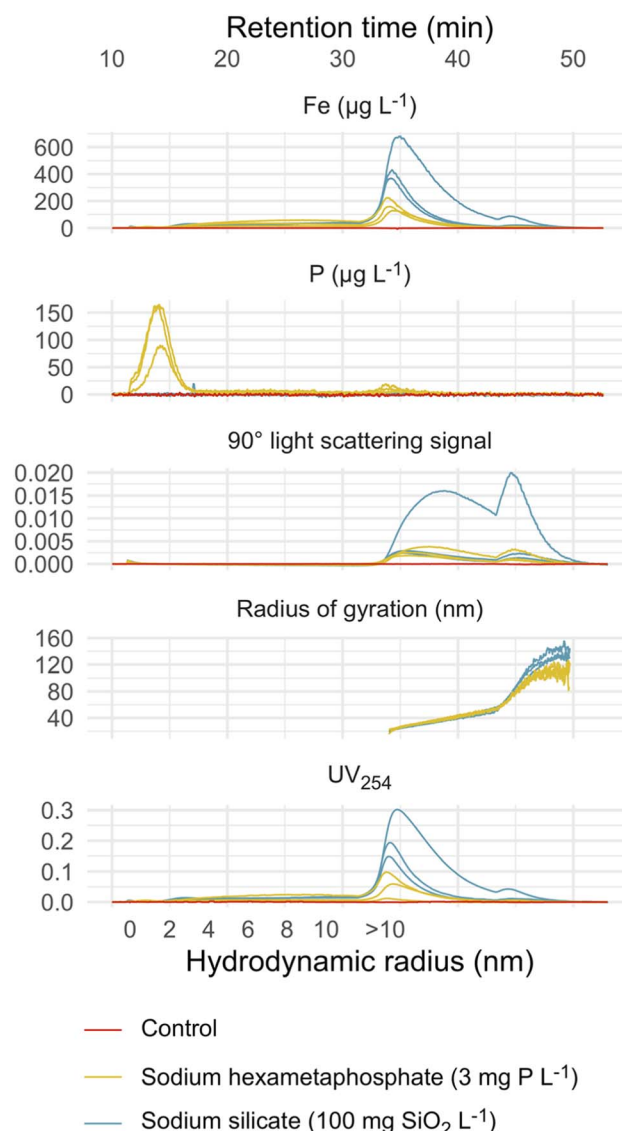 Retention time (min)
10 20 30 40 50
Fe (µg L-1)
600
400
200
0
P (µg L-1)
150
100
50
0
90° light scattering signal
0.020
0.015
0.010
0.005
0.000
Radius of gyration (nm)
160
120
80
40
UV254
0.3
0.2
0.1
0.0
0 2 4 6 8 10 >10
Hydrodynamic radius (nm)
Control
Sodium hexametaphosphate (3 mg P L-1)
Sodium silicate (100 mg SiO2 L-1)